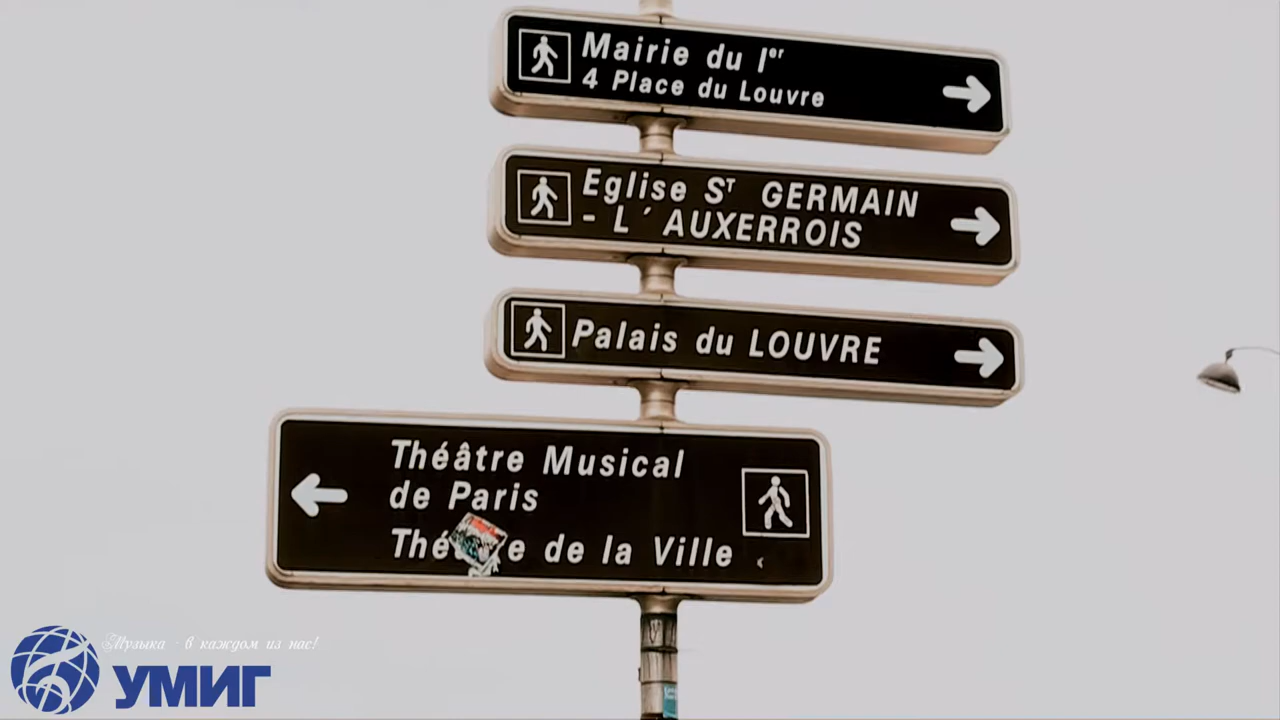 Mairie du Ier
4 Place du Louvre
Eglise ST GERMAIN
- L´AUXERROIS
Palais du LOUVRE
Théâtre Musical
de Paris
de la Ville
Музыка - в каждом из нас!
УМИГ